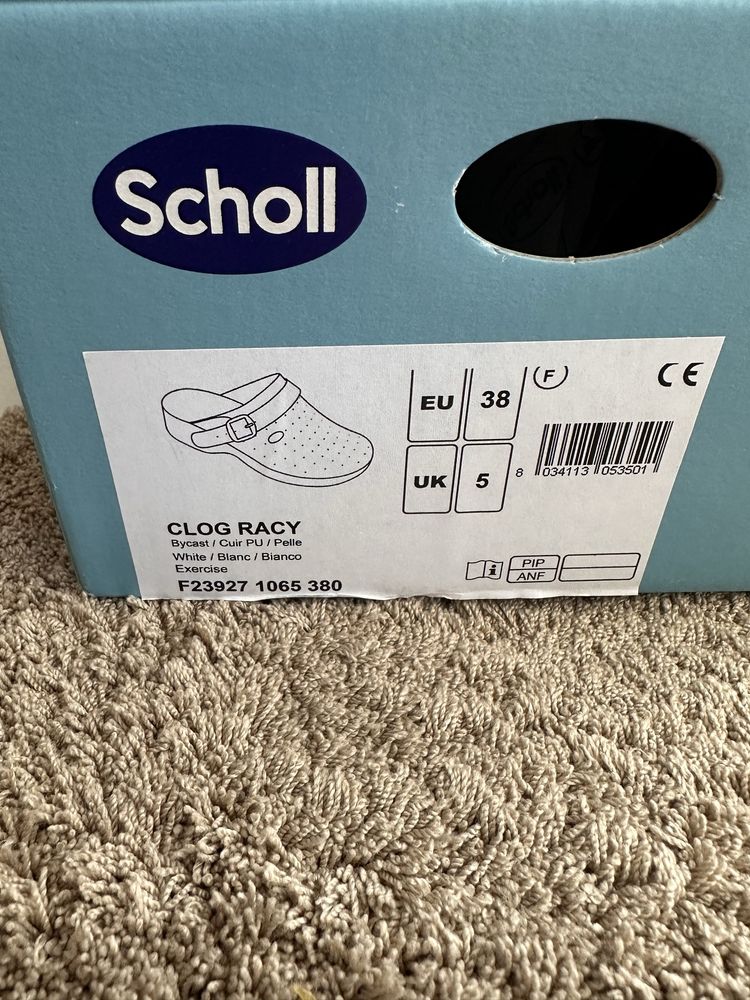 Scholl
EU 38
(F)
CE
UK 5
8 034113 053501
CLOG RACY
Bycast / Cuir PU / Pelle
White / Blanc / Bianco
Exercise
F23927 1065 380
i
PIP
ANF